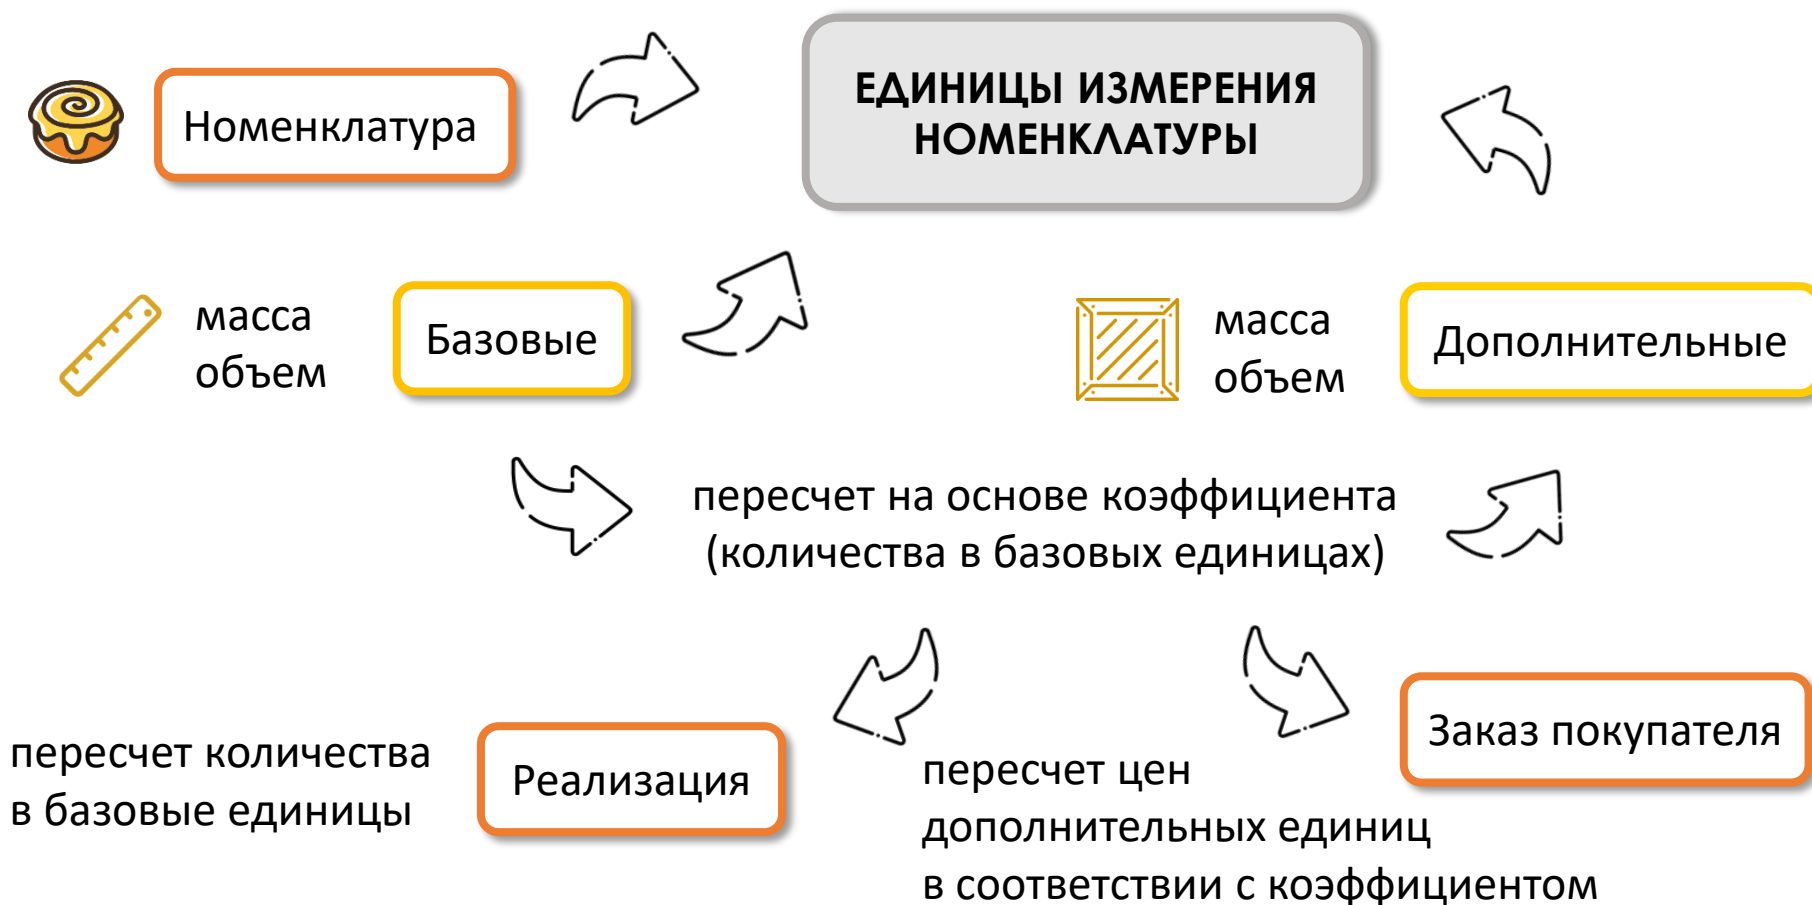 ЕДИНИЦЫ ИЗМЕРЕНИЯ
НОМЕНКЛАТУРЫ
Номенклатура
масса
объем
Базовые
масса
объем
Дополнительные
пересчет на основе коэффициента
(количества в базовых единицах)
пересчет количества
в базовые единицы
Реализация
пересчет цен
дополнительных единиц
в соответствии с коэффициентом
Заказ покупателя